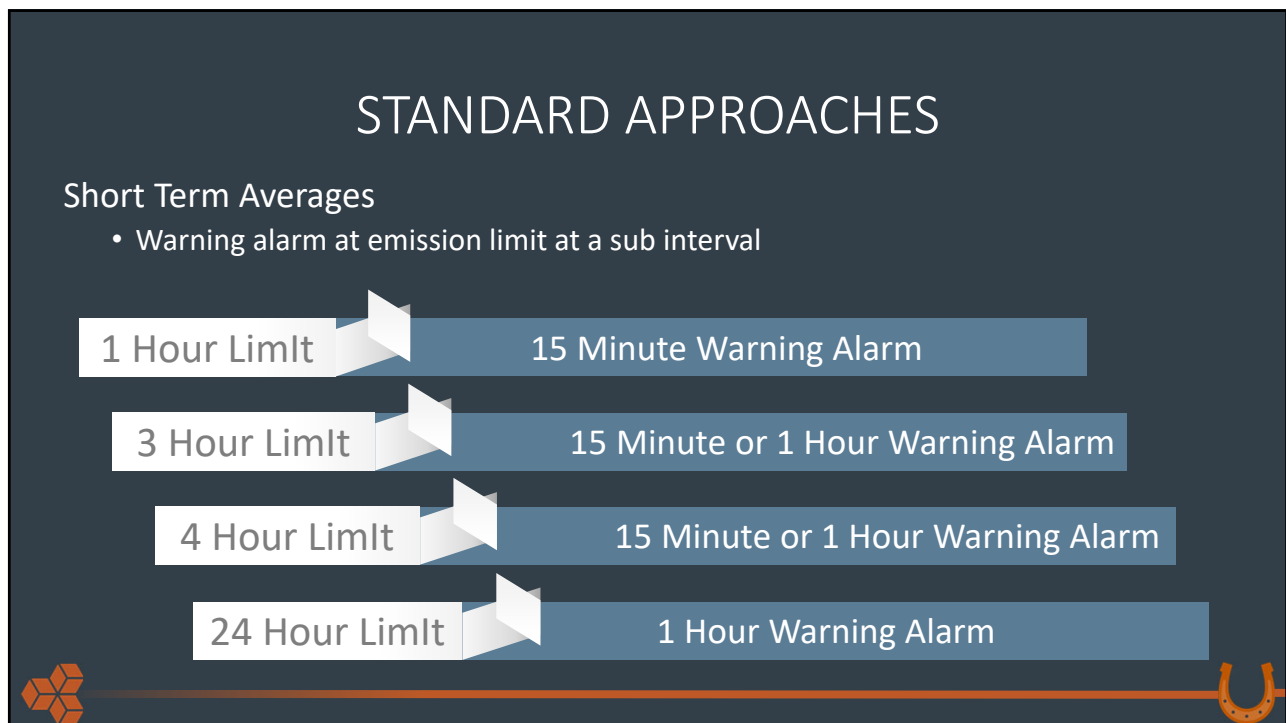 STANDARD APPROACHES
Short Term Averages
• Warning alarm at emission limit at a sub interval
1 Hour LimIt
15 Minute Warning Alarm
3 Hour LimIt
15 Minute or 1 Hour Warning Alarm
4 Hour LimIt
15 Minute or 1 Hour Warning Alarm
24 Hour LimIt
1 Hour Warning Alarm